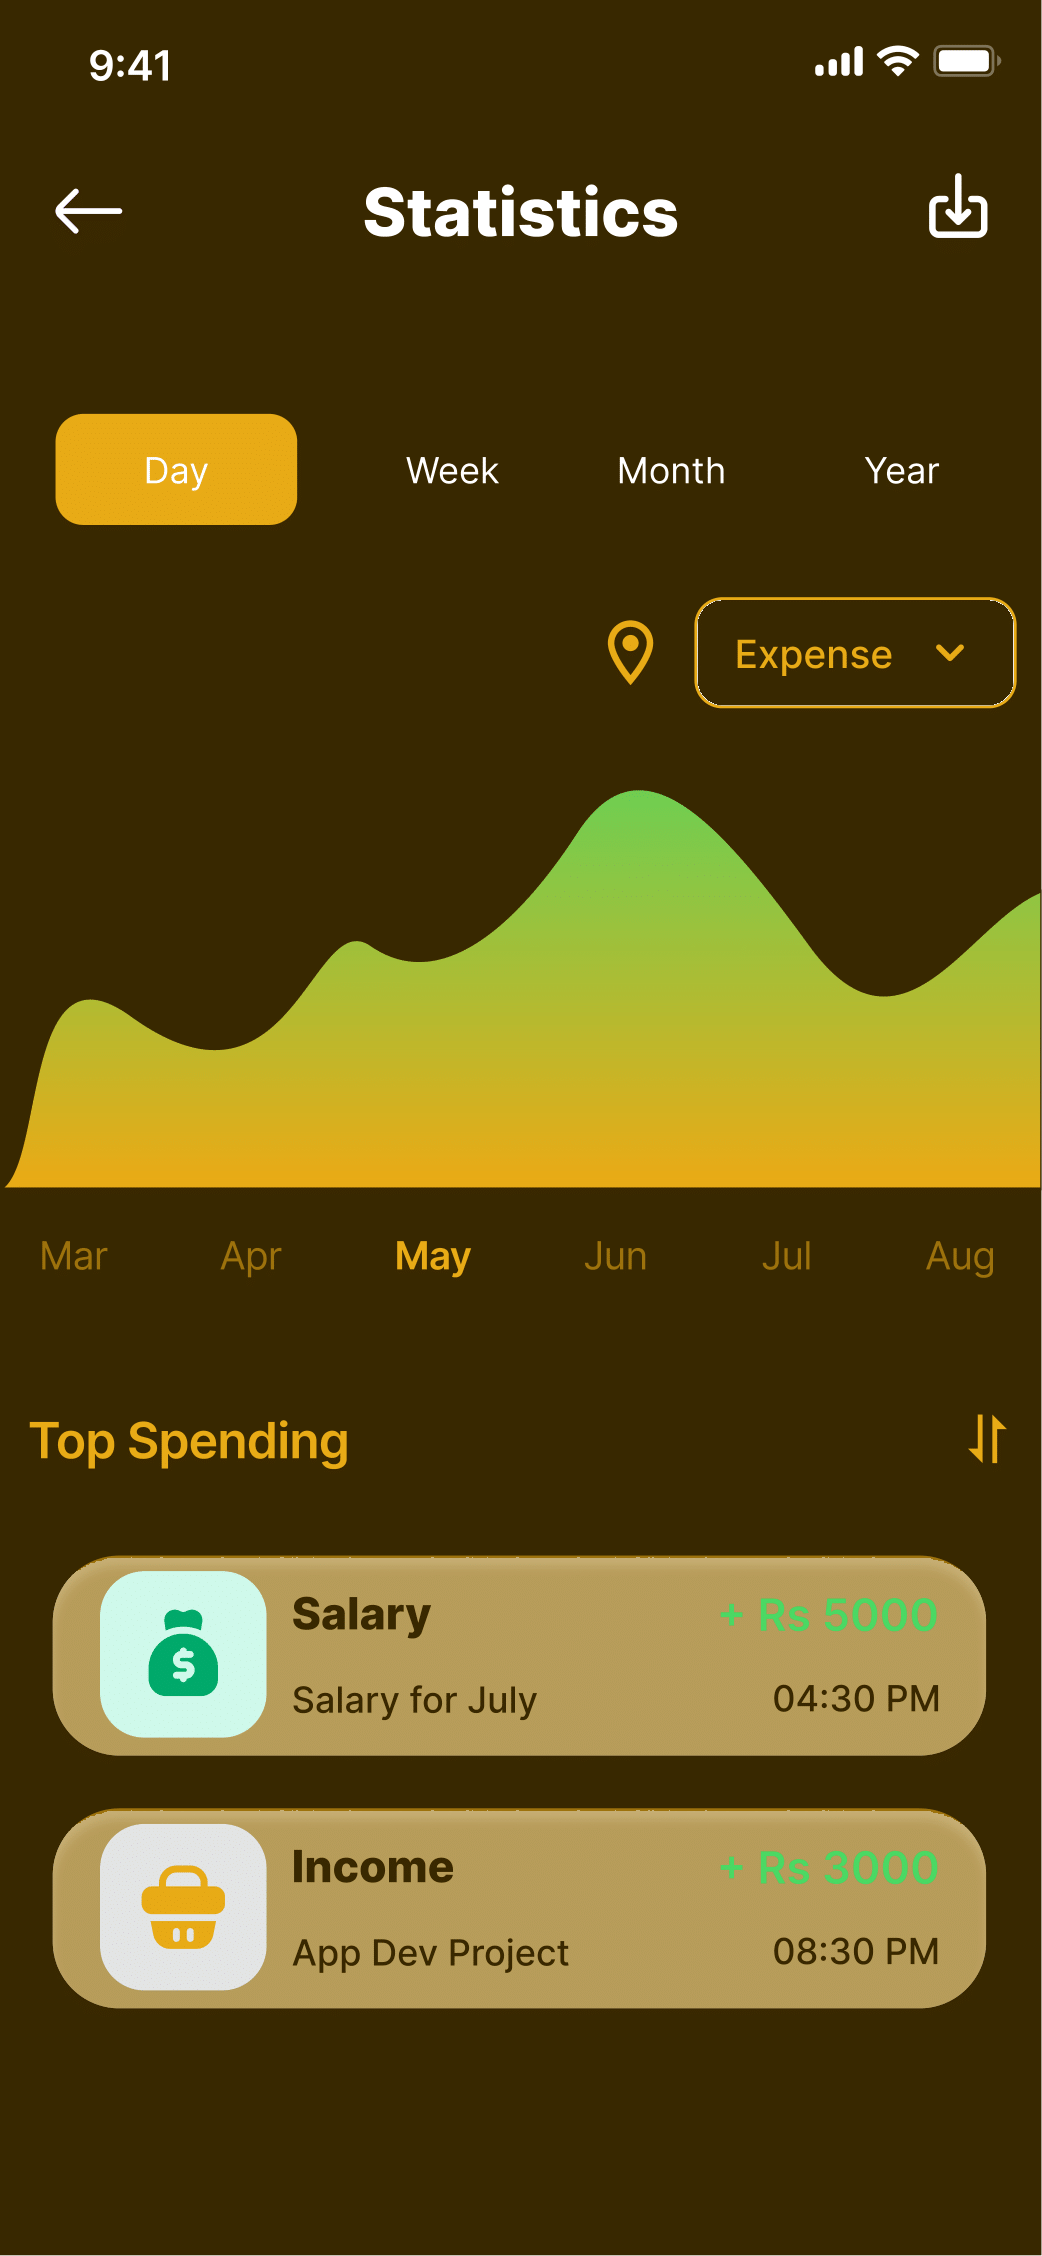 9:41
Statistics
Day Week Month Year
Expense
Mar Apr May Jun Jul Aug
Top Spending
Salary + Rs 5000
Salary for July 04:30 PM
Income + Rs 3000
App Dev Project 08:30 PM